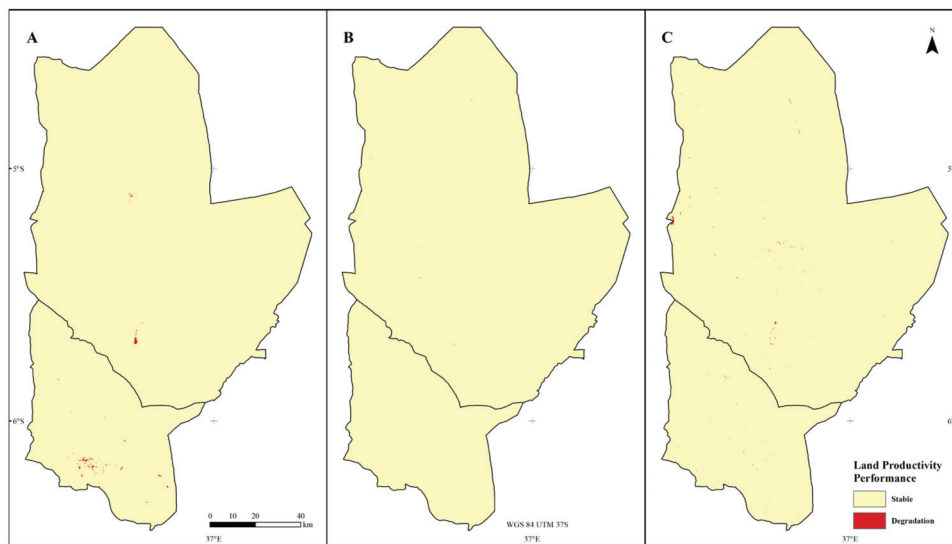 A
B
C
N
5°S
5°
6°S
6
Land Productivity
Performance
Stable
Degradation
0 10 20 40
km
WGS 84 UTM 37S
37°E
37°E
37°E